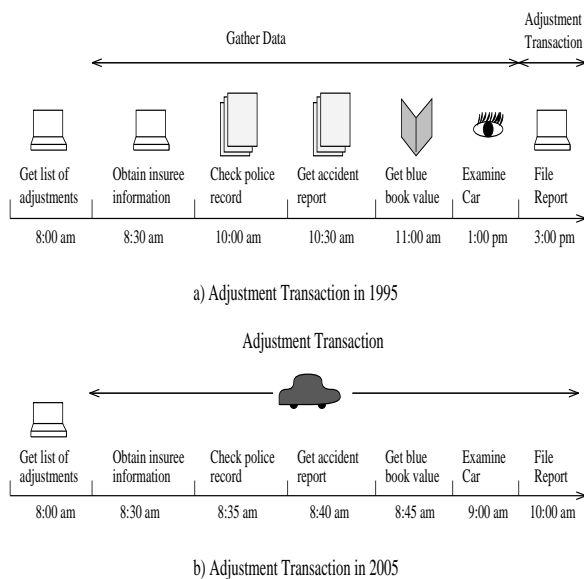 Adjustment
Gather Data Transaction
Get list of Obtain insuree Check police Get accident Get blue Examine File
adjustments information record report book value Car Report
8:00 am 8:30 am 10:00 am 10:30 am 11:00 am 1:00 pm 3:00 pm
a) Adjustment Transaction in 1995
Adjustment Transaction
Get list of Obtain insuree Check police Get accident Get blue Examine File
adjustments information record report book value Car Report
8:00 am 8:30 am 8:35 am 8:40 am 8:45 am 9:00 am 10:00 am
b) Adjustment Transaction in 2005